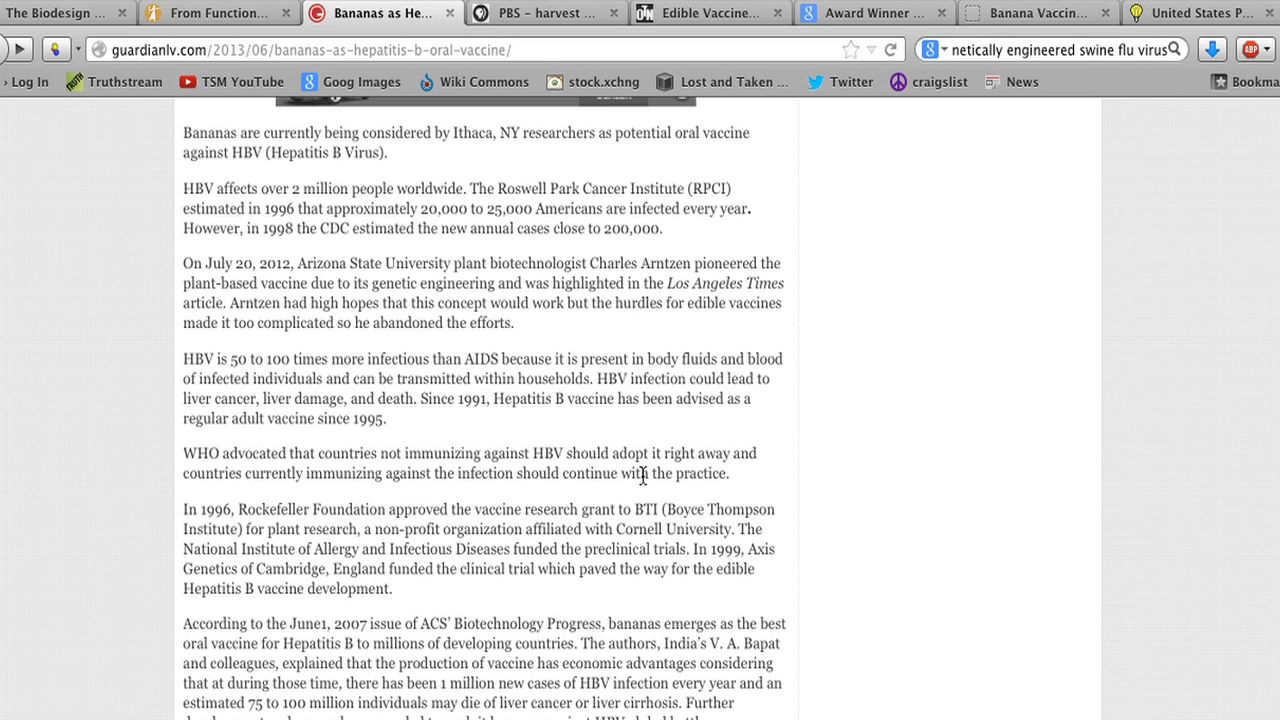 The Biodesign ... From Function... Bananas as He... PBS – harvest ... Edible Vaccine... Award Winner ... Banana Vaccin... United States P...
guardianlv.com/2013/06/bananas-as-hepatitis-b-oral-vaccine/ netically engineered swine flu virus ABP
Log In Truthstream TSM YouTube Goog Images Wiki Commons stock.xchng Lost and Taken ... Twitter craigslist News Bookma
Bananas are currently being considered by Ithaca, NY researchers as potential oral vaccine
against HBV (Hepatitis B Virus).
HBV affects over 2 million people worldwide. The Roswell Park Cancer Institute (RPCI)
estimated in 1996 that approximately 20,000 to 25,000 Americans are infected every year.
However, in 1998 the CDC estimated the new annual cases close to 200,000.
On July 20, 2012, Arizona State University plant biotechnologist Charles Arntzen pioneered the
plant-based vaccine due to its genetic engineering and was highlighted in the Los Angeles Times
article. Arntzen had high hopes that this concept would work but the hurdles for edible vaccines
made it too complicated so he abandoned the efforts.
HBV is 50 to 100 times more infectious than AIDS because it is present in body fluids and blood
of infected individuals and can be transmitted within households. HBV infection could lead to
liver cancer, liver damage, and death. Since 1991, Hepatitis B vaccine has been advised as a
regular adult vaccine since 1995.
WHO advocated that countries not immunizing against HBV should adopt it right away and
countries currently immunizing against the infection should continue with the practice.
In 1996, Rockefeller Foundation approved the vaccine research grant to BTI (Boyce Thompson
Institute) for plant research, a non-profit organization affiliated with Cornell University. The
National Institute of Allergy and Infectious Diseases funded the preclinical trials. In 1999, Axis
Genetics of Cambridge, England funded the clinical trial which paved the way for the edible
Hepatitis B vaccine development.
According to the June1, 2007 issue of ACS' Biotechnology Progress, bananas emerges as the best
oral vaccine for Hepatitis B to millions of developing countries. The authors, India's V. A. Bapat
and colleagues, explained that the production of vaccine has economic advantages considering
that at during those time, there has been 1 million new cases of HBV infection every year and an
estimated 75 to 100 million individuals may die of liver cancer or liver cirrhosis. Further